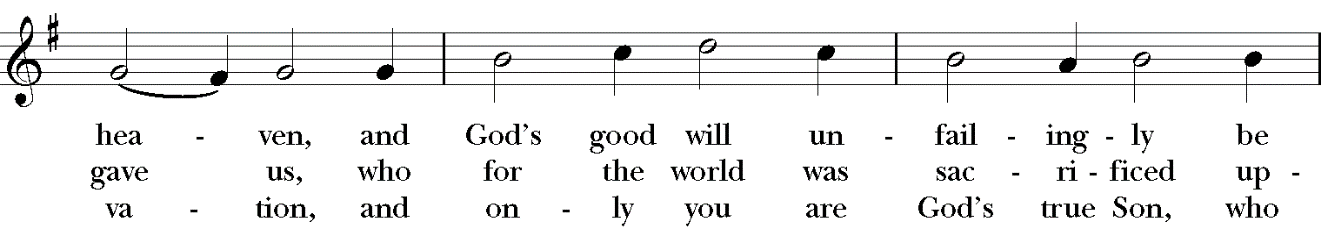 hea - ven, and God's good will un - fail - ing - ly be
gave us, who for the world was sac - ri - ficed up -
va - tion, and on - ly you are God's true Son, who